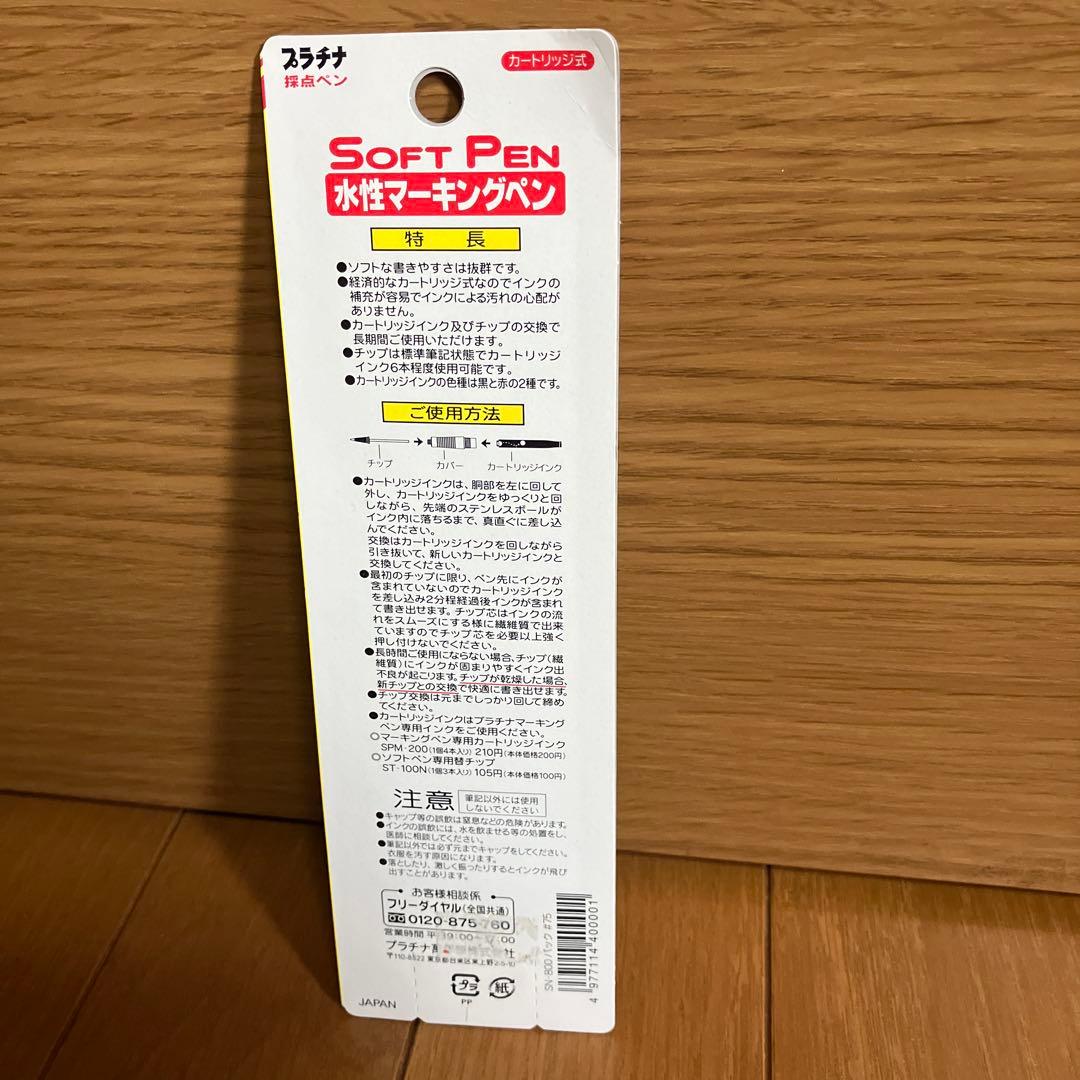 プラチナ
採点ペン
カートリッジ式
SOFT PEN
水性マーキングペン
特 長
●ソフトな書きやすさは抜群です。
●経済的なカートリッジ式なのでインクの
補充が容易でインクによる汚れの心配が
ありません。
●カートリッジインク及びチップの交換で
長期間ご使用いただけます。
●チップは標準筆記状態でカートリッジ
インク6本程度使用可能です。
●カートリッジインクの色種は黒と赤の2種です。
ご使用方法
チップ カバー カートリッジインク
●カートリッジインクは、胴部を左に回して
外し、カートリッジインクをゆっくりと回
しながら、先端のステンレスボールが
インク内に落ちるまで、真直ぐに差し込
んでください。
交換はカートリッジインクを回しながら
引き抜いて、新しいカートリッジインクと
交換してください。
●最初のチップに限り、ペン先にインクが
含まれていないのでカートリッジインク
を差し込み2分程経過後インクが含まれ
て書き出せます。チップ芯はインクの流
れをスムーズにする様に繊維質で出来
ていますのでチップ芯を必要以上強く
押し付けないでください。
●長時間ご使用にならない場合、チップ(繊
維質)にインクが固まりやすくインク出
不良が起こります。チップが乾燥した場合、
新チップとの交換で快適に書き出せます。
●チップ交換は元までしっかり回して締め
てください。
●カートリッジインクはプラチナマーキング
ペン専用インクをご使用ください。
○マーキングペン専用カートリッジインク
SPM-200(1個4本入り) 210円(本体価格200円)
○ソフトペン専用替チップ
ST-100N(1個3本入り) 105円(本体価格100円)
注意 筆記以外には使用
しないでください
●キャップ等の誤飲は窒息などの危険があります。
●インクの誤飲には、水を飲ませる等の処置をし、
医師に相談してください。
●筆記以外では必ず元までキャップをしてください。
衣服を汚す原因になります。
●落としたり、激しく振ったりするとインクが飛び
出すことがあります。
お客様相談係
フリーダイヤル(全国共通)
0120-875-760
営業時間 平 9:00 :00
プラチナ 社
〒110-8522 東京都台東区東上野2-5-10
プラ
PP
紙
JAPAN
SN-800パック #75
4 977114 400001